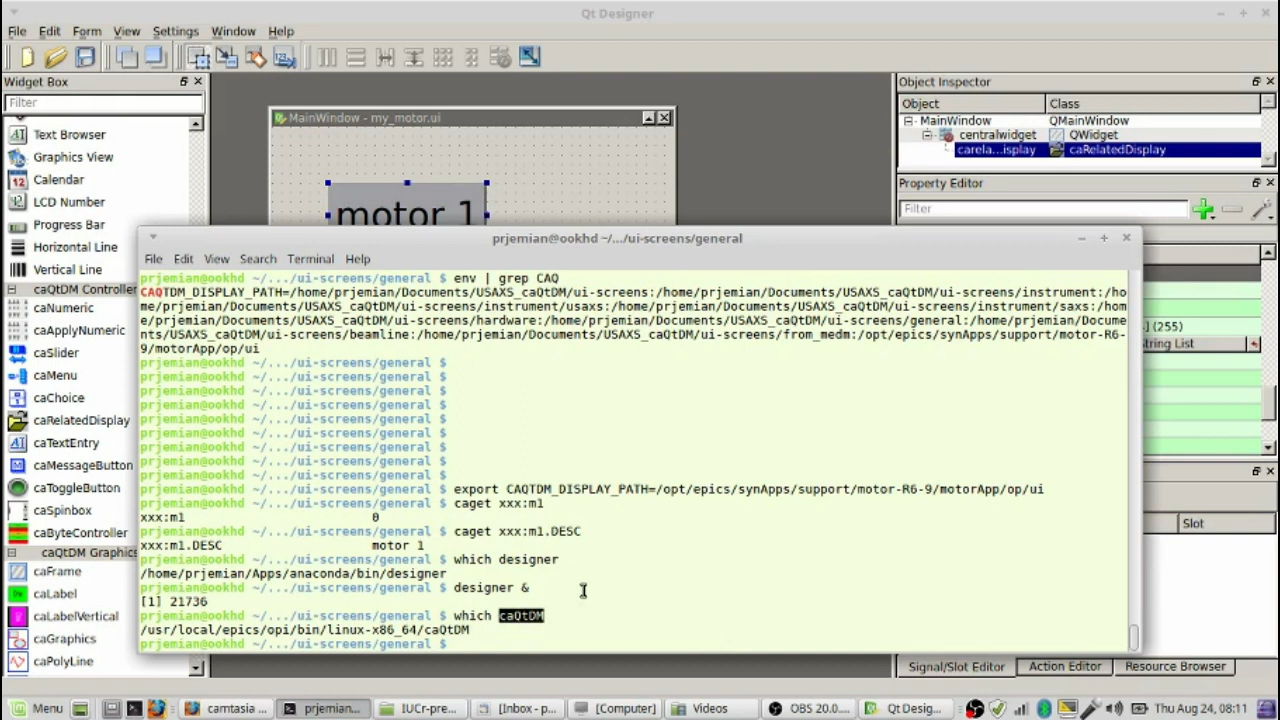 Qt Designer
File Edit Form View Settings Window Help
Widget Box
Filter
Text Browser
Graphics View
Calendar
LCD Number
Progress Bar
Horizontal Line
Vertical Line
caQtDM Controller
caNumeric
caApplyNumeric
caSlider
caMenu
caChoice
caRelatedDisplay
caTextEntry
caMessageButton
caToggleButton
caSpinbox
caByteController
caQtDM Graphics
caFrame
caLabel
caLabelVertical
caGraphics
caPolyLine
MainWindow - my_motor.ui
motor 1
Object Inspector
Object Class
MainWindow QMainWindow
centralwidget QWidget
carela...isplay caRelatedDisplay
Property Editor
Filter
] (255)
String List
Slot
Signal/Slot Editor Action Editor Resource Browser
prjemian@ookhd ~/.../ui-screens/general
File Edit View Search Terminal Help
prjemian@ookhd ~/.../ui-screens/general $ env | grep CAQ
CAQTDM_DISPLAY_PATH=/home/prjemian/Documents/USAXS_caQtDM/ui-screens:/home/prjemian/Documents/USAXS_caQtDM/ui-screens/instrument:/ho
me/prjemian/Documents/USAXS_caQtDM/ui-screens/instrument/usaxs:/home/prjemian/Documents/USAXS_caQtDM/ui-screens/instrument/saxs:/hom
e/prjemian/Documents/USAXS_caQtDM/ui-screens/hardware:/home/prjemian/Documents/USAXS_caQtDM/ui-screens/general:/home/prjemian/Docume
nts/USAXS_caQtDM/ui-screens/beamline:/home/prjemian/Documents/USAXS_caQtDM/ui-screens/from_medm:/opt/epics/synApps/support/motor-R6-
9/motorApp/op/ui
prjemian@ookhd ~/.../ui-screens/general $
prjemian@ookhd ~/.../ui-screens/general $
prjemian@ookhd ~/.../ui-screens/general $
prjemian@ookhd ~/.../ui-screens/general $
prjemian@ookhd ~/.../ui-screens/general $
prjemian@ookhd ~/.../ui-screens/general $
prjemian@ookhd ~/.../ui-screens/general $
prjemian@ookhd ~/.../ui-screens/general $
prjemian@ookhd ~/.../ui-screens/general $
prjemian@ookhd ~/.../ui-screens/general $ export CAQTDM_DISPLAY_PATH=/opt/epics/synApps/support/motor-R6-9/motorApp/op/ui
prjemian@ookhd ~/.../ui-screens/general $ caget xxx:m1
xxx:m1 0
prjemian@ookhd ~/.../ui-screens/general $ caget xxx:m1.DESC
xxx:m1.DESC motor 1
prjemian@ookhd ~/.../ui-screens/general $ which designer
/home/prjemian/Apps/anaconda/bin/designer
prjemian@ookhd ~/.../ui-screens/general $ designer &
[1] 21736
prjemian@ookhd ~/.../ui-screens/general $ which caQtDM
/usr/local/epics/opi/bin/linux-x86_64/caQtDM
prjemian@ookhd ~/.../ui-screens/general $
Menu camtasia ... prjemian... IUCr-pre... [Inbox - p... [Computer] Videos OBS 20.0.... Qt Desig... Thu Aug 24, 08:11